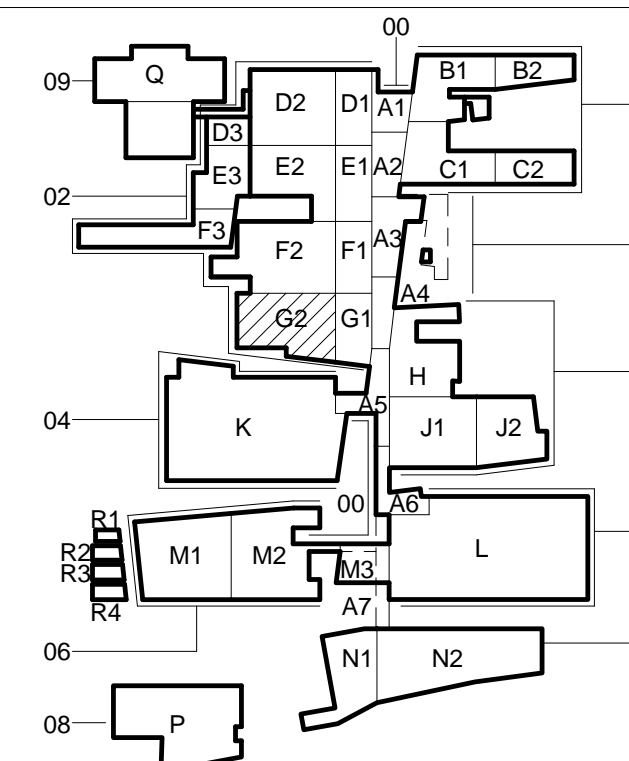 00
09 Q B1 B2
D2 D1 A1
D3
E3 E2 E1 A2 C1 C2
02
F3 F2 F1 A3
A4
G2 G1
H
A5
04 K J1 J2
00 A6
R1
R2 M1 M2 L
R3 M3
R4 A7
06 N1 N2
08 P